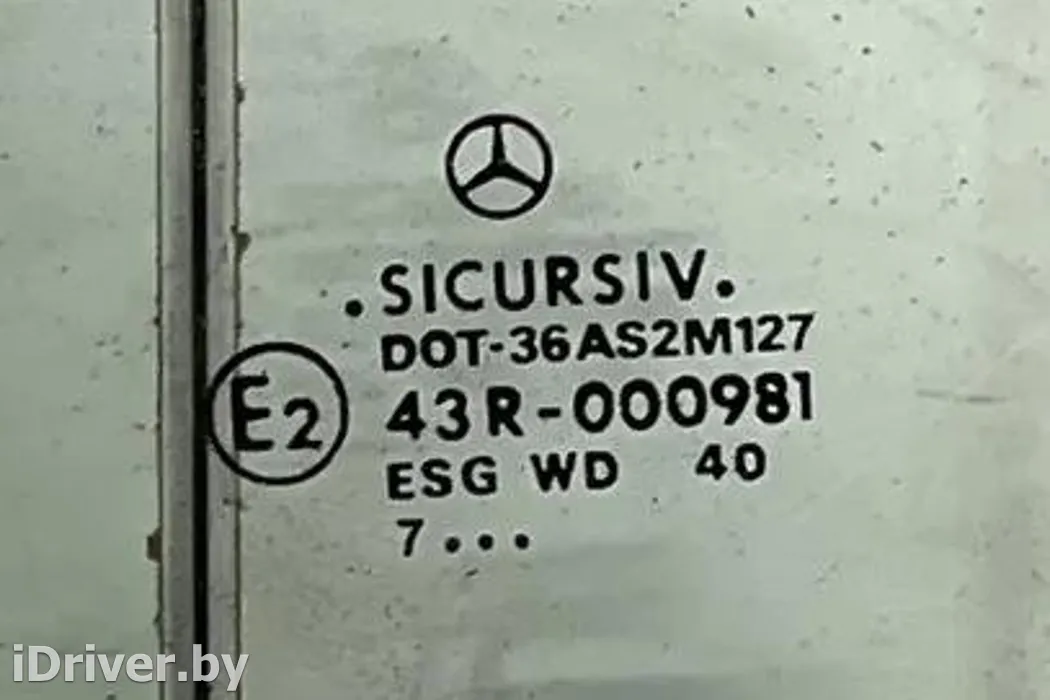 .SICURSIV.
DOT-36AS2M127
E2
43R-000981
ESG WD 40
7...
iDriver.by